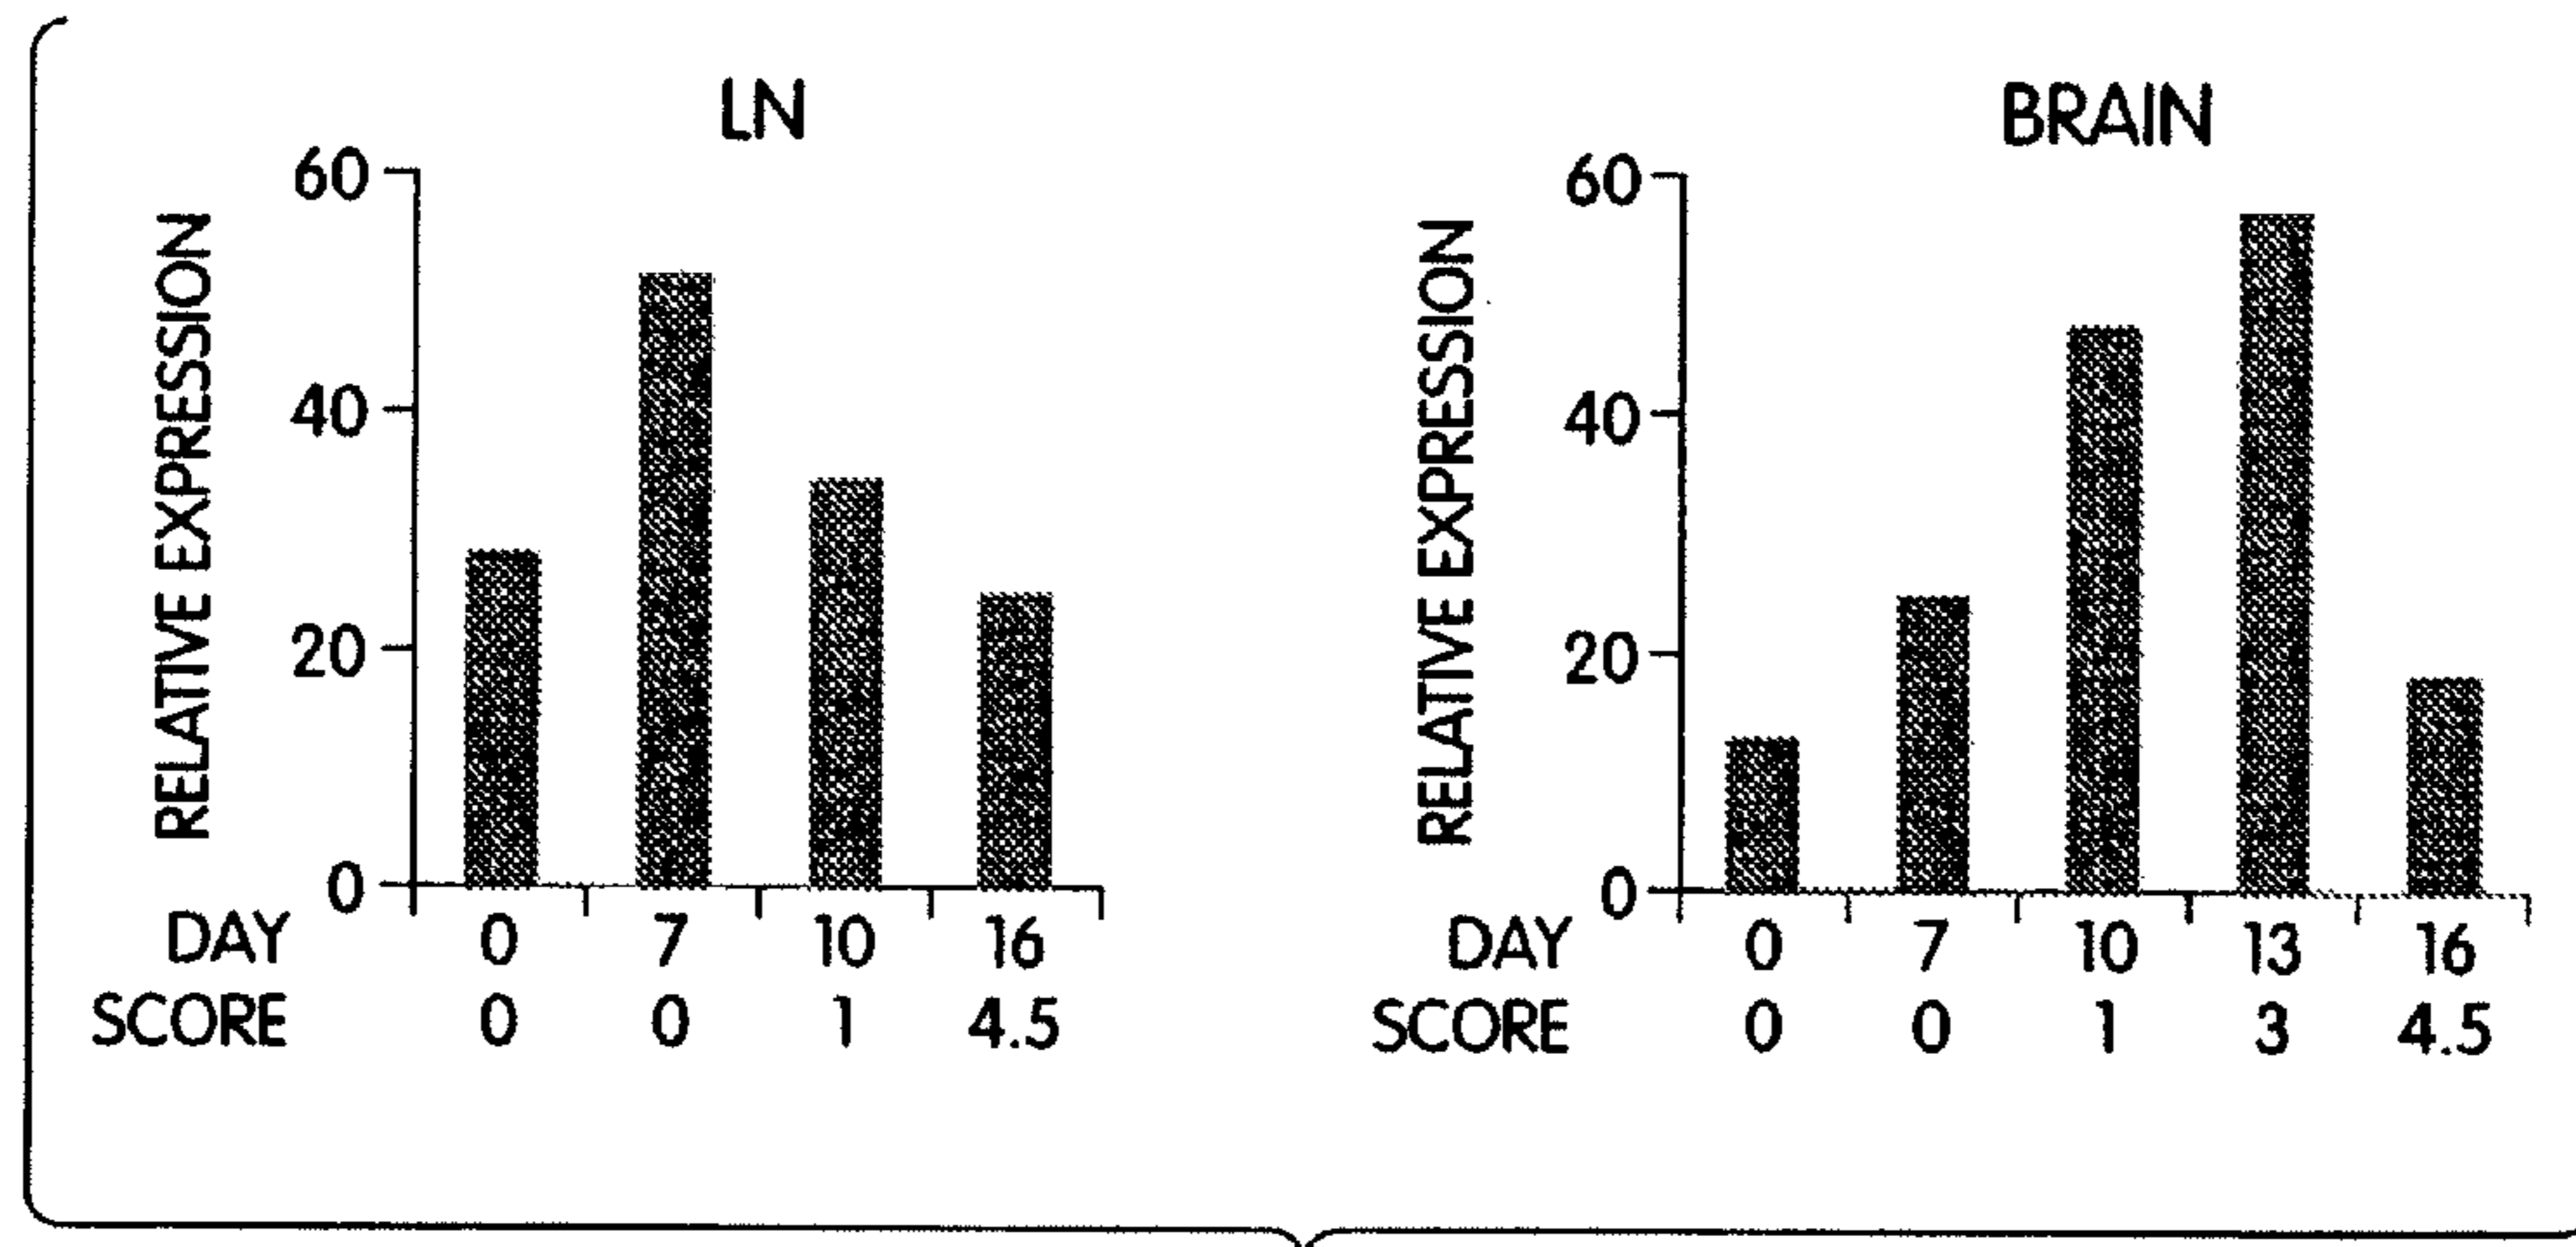 LN
RELATIVE EXPRESSION
60
40
20
0
DAY 0 7 10 16
SCORE 0 0 1 4.5
BRAIN
RELATIVE EXPRESSION
60
40
20
0
DAY 0 7 10 13 16
SCORE 0 0 1 3 4.5